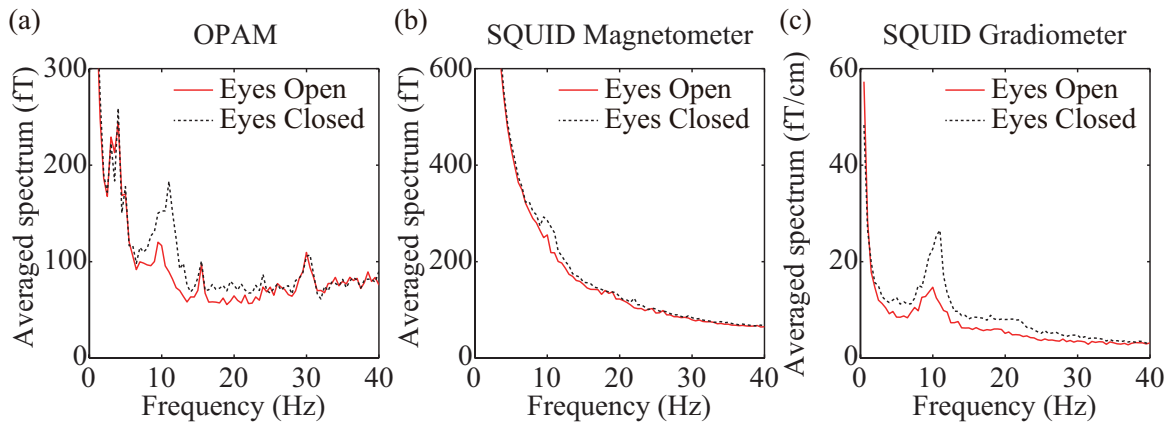 (a)
OPAM
Averaged spectrum (fT)
300
200
100
0
Eyes Open
Eyes Closed
0 10 20 30 40
Frequency (Hz)
(b)
SQUID Magnetometer
Averaged spectrum (fT)
600
400
200
0
Eyes Open
Eyes Closed
0 10 20 30 40
Frequency (Hz)
(c)
SQUID Gradiometer
Averaged spectrum (fT/cm)
60
40
20
0
Eyes Open
Eyes Closed
0 10 20 30 40
Frequency (Hz)